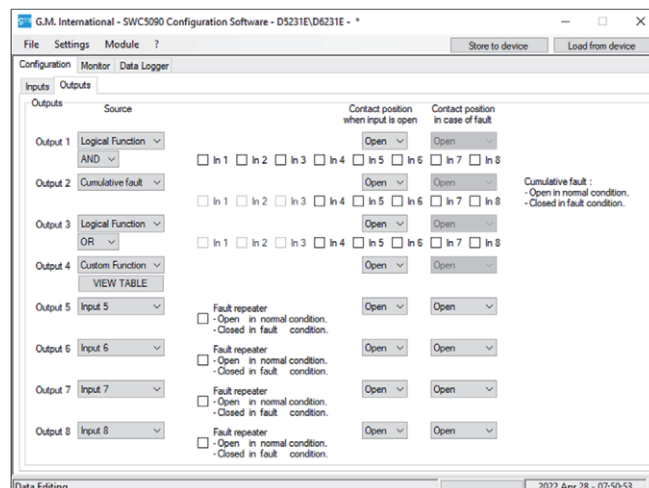 G.M. International - SWC5090 Configuration Software - D5231E\D6231E - *
File Settings Module ?
Store to device Load from device
Configuration Monitor Data Logger
Inputs Outputs
Outputs
Source
Contact position when input is open
Contact position in case of fault
Output 1 Logical Function Open Open
AND In 1 In 2 In 3 In 4 In 5 In 6 In 7 In 8
Output 2 Cumulative fault Open Open
In 1 In 2 In 3 In 4 In 5 In 6 In 7 In 8
Cumulative fault :
- Open in normal condition.
- Closed in fault condition.
Output 3 Logical Function Open Open
OR In 1 In 2 In 3 In 4 In 5 In 6 In 7 In 8
Output 4 Custom Function Open Open
VIEW TABLE
Output 5 Input 5 Open Open
Fault repeater
- Open in normal condition.
- Closed in fault condition.
Output 6 Input 6 Open Open
Fault repeater
- Open in normal condition.
- Closed in fault condition.
Output 7 Input 7 Open Open
Fault repeater
- Open in normal condition.
- Closed in fault condition.
Output 8 Input 8 Open Open
Fault repeater
- Open in normal condition.
- Closed in fault condition.
Data Editing 2022 Apr 28 - 07:50:53